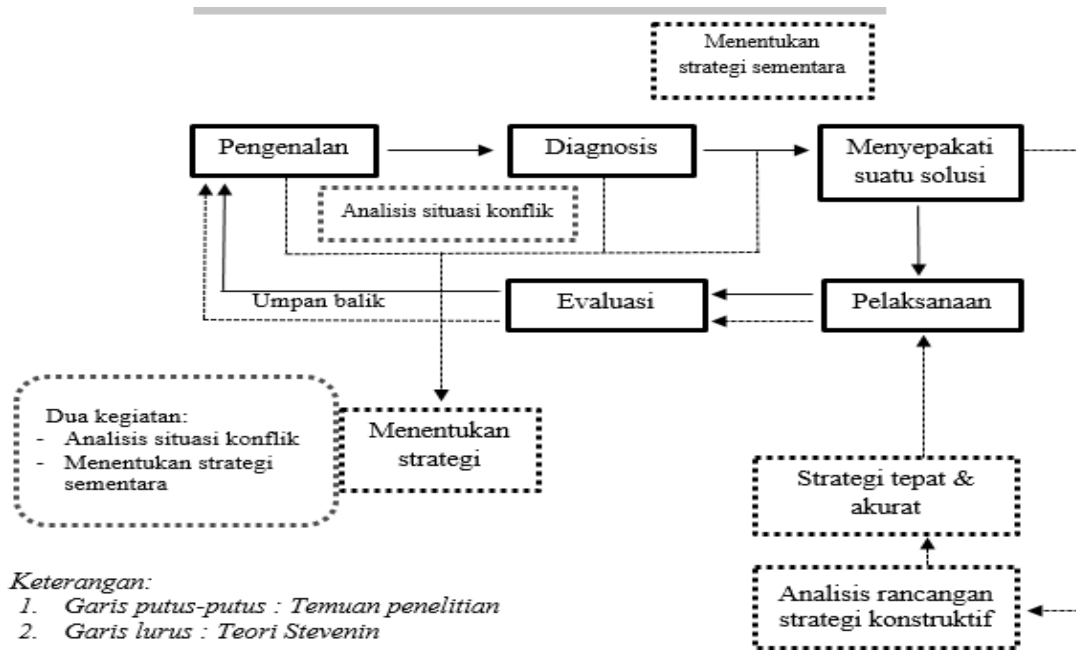 Menentukan
strategi sementara
Pengenalan
Diagnosis
Menyepakati
suatu solusi
Analisis situasi konflik
Umpan balik
Evaluasi
Pelaksanaan
Dua kegiatan:
- Analisis situasi konflik
- Menentukan strategi
sementara
Menentukan
strategi
Strategi tepat &
akurat
Analisis rancangan
strategi konstruktif
Keterangan:
1. Garis putus-putus : Temuan penelitian
2. Garis lurus : Teori Stevenin